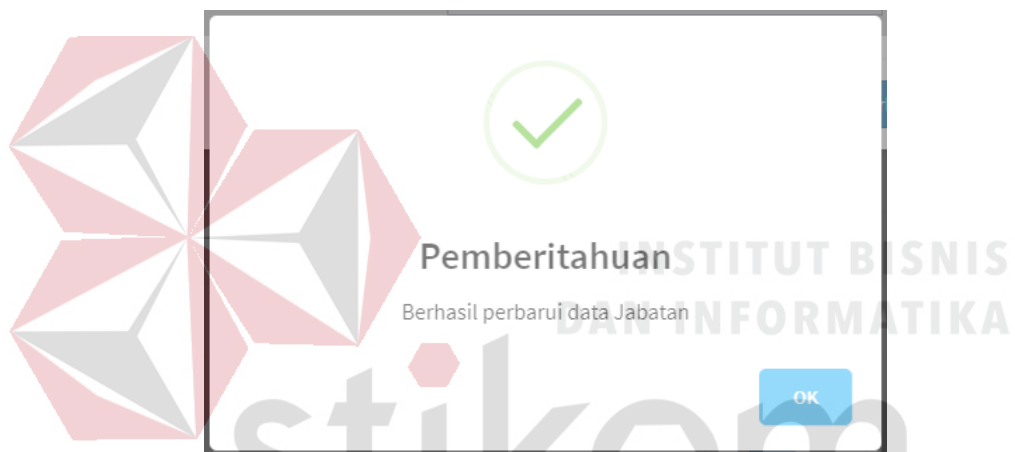 Pemberitahuan
INSTITUT BISNIS
Berhasil perbarui data Jabatan
DAN INFORMATIKA
OK
stikom